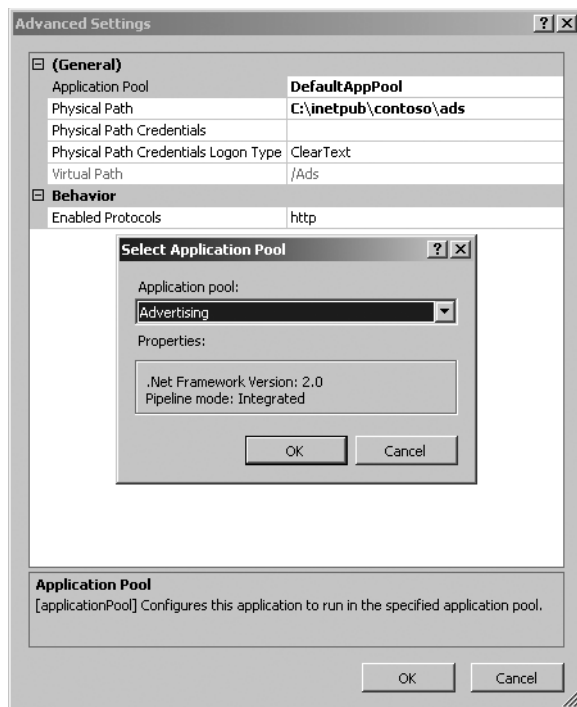 Advanced Settings
(General)
Application Pool DefaultAppPool
Physical Path C:\inetpub\contoso\ads
Physical Path Credentials
Physical Path Credentials Logon Type ClearText
Virtual Path /Ads
Behavior
Enabled Protocols http
Select Application Pool
Application pool:
Advertising
Properties:
.Net Framework Version: 2.0
Pipeline mode: Integrated
OK Cancel
Application Pool
[applicationPool] Configures this application to run in the specified application pool.
OK Cancel